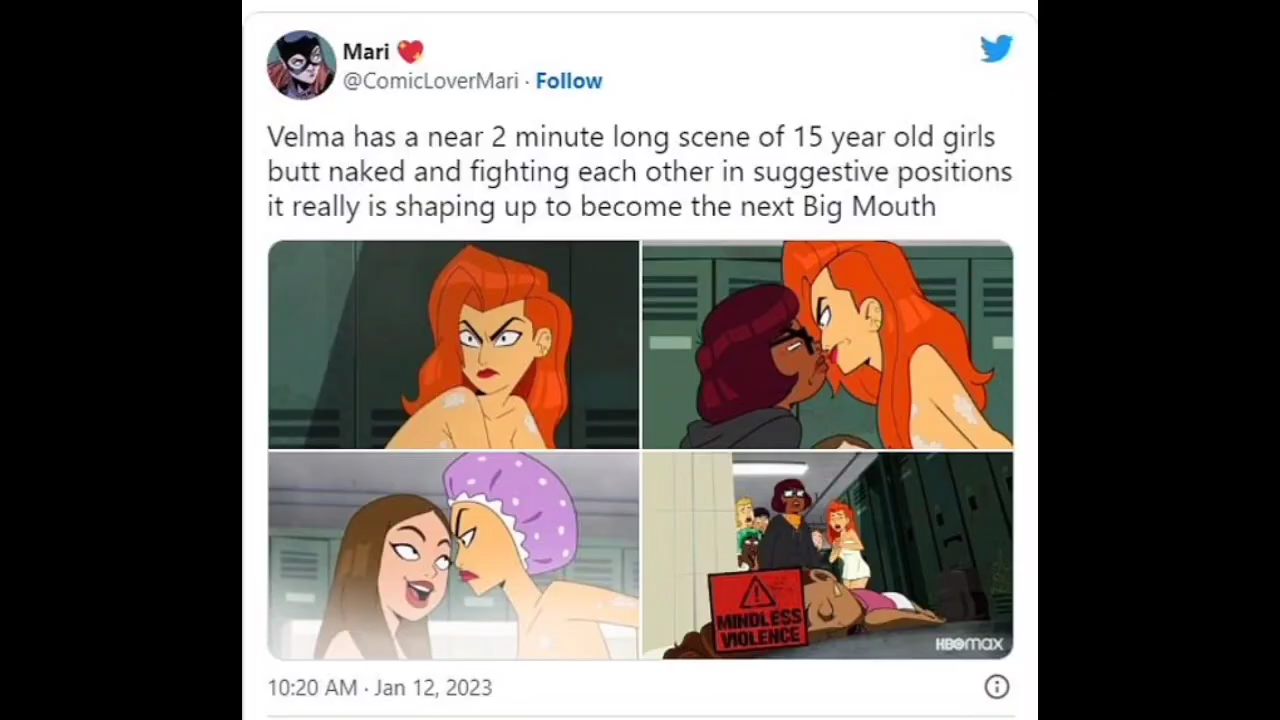 Mari 💖
@ComicLoverMari · Follow
Velma has a near 2 minute long scene of 15 year old girls
butt naked and fighting each other in suggestive positions
it really is shaping up to become the next Big Mouth
MINDLESS
VIOLENCE
HBOmax
10:20 AM · Jan 12, 2023